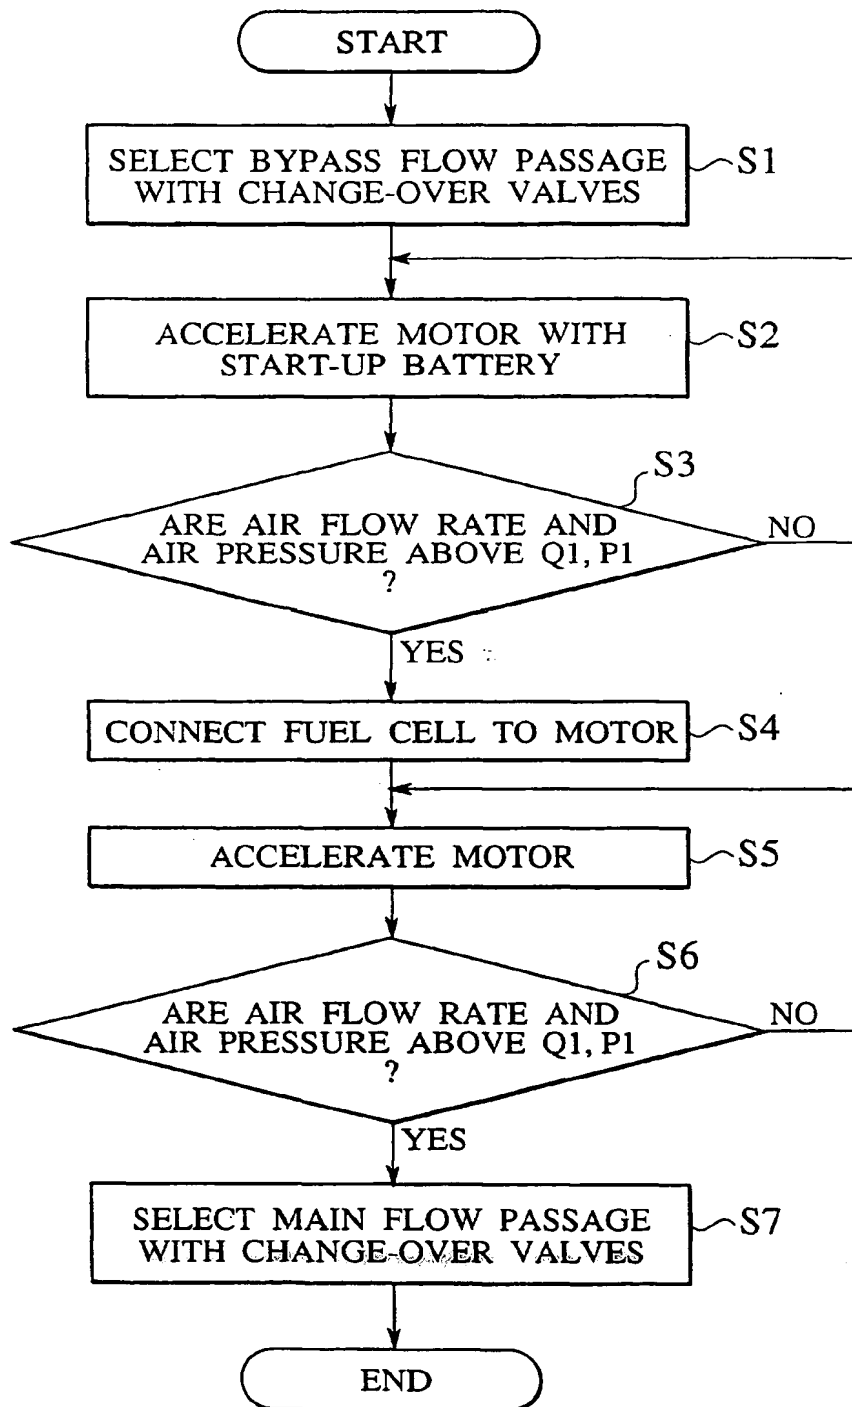 START
SELECT BYPASS FLOW PASSAGE
WITH CHANGE-OVER VALVES
S1
ACCELERATE MOTOR WITH
START-UP BATTERY
S2
S3
ARE AIR FLOW RATE AND
AIR PRESSURE ABOVE Q1, P1
?
NO
YES
CONNECT FUEL CELL TO MOTOR
S4
ACCELERATE MOTOR
S5
S6
ARE AIR FLOW RATE AND
AIR PRESSURE ABOVE Q1, P1
?
NO
YES
SELECT MAIN FLOW PASSAGE
WITH CHANGE-OVER VALVES
S7
END